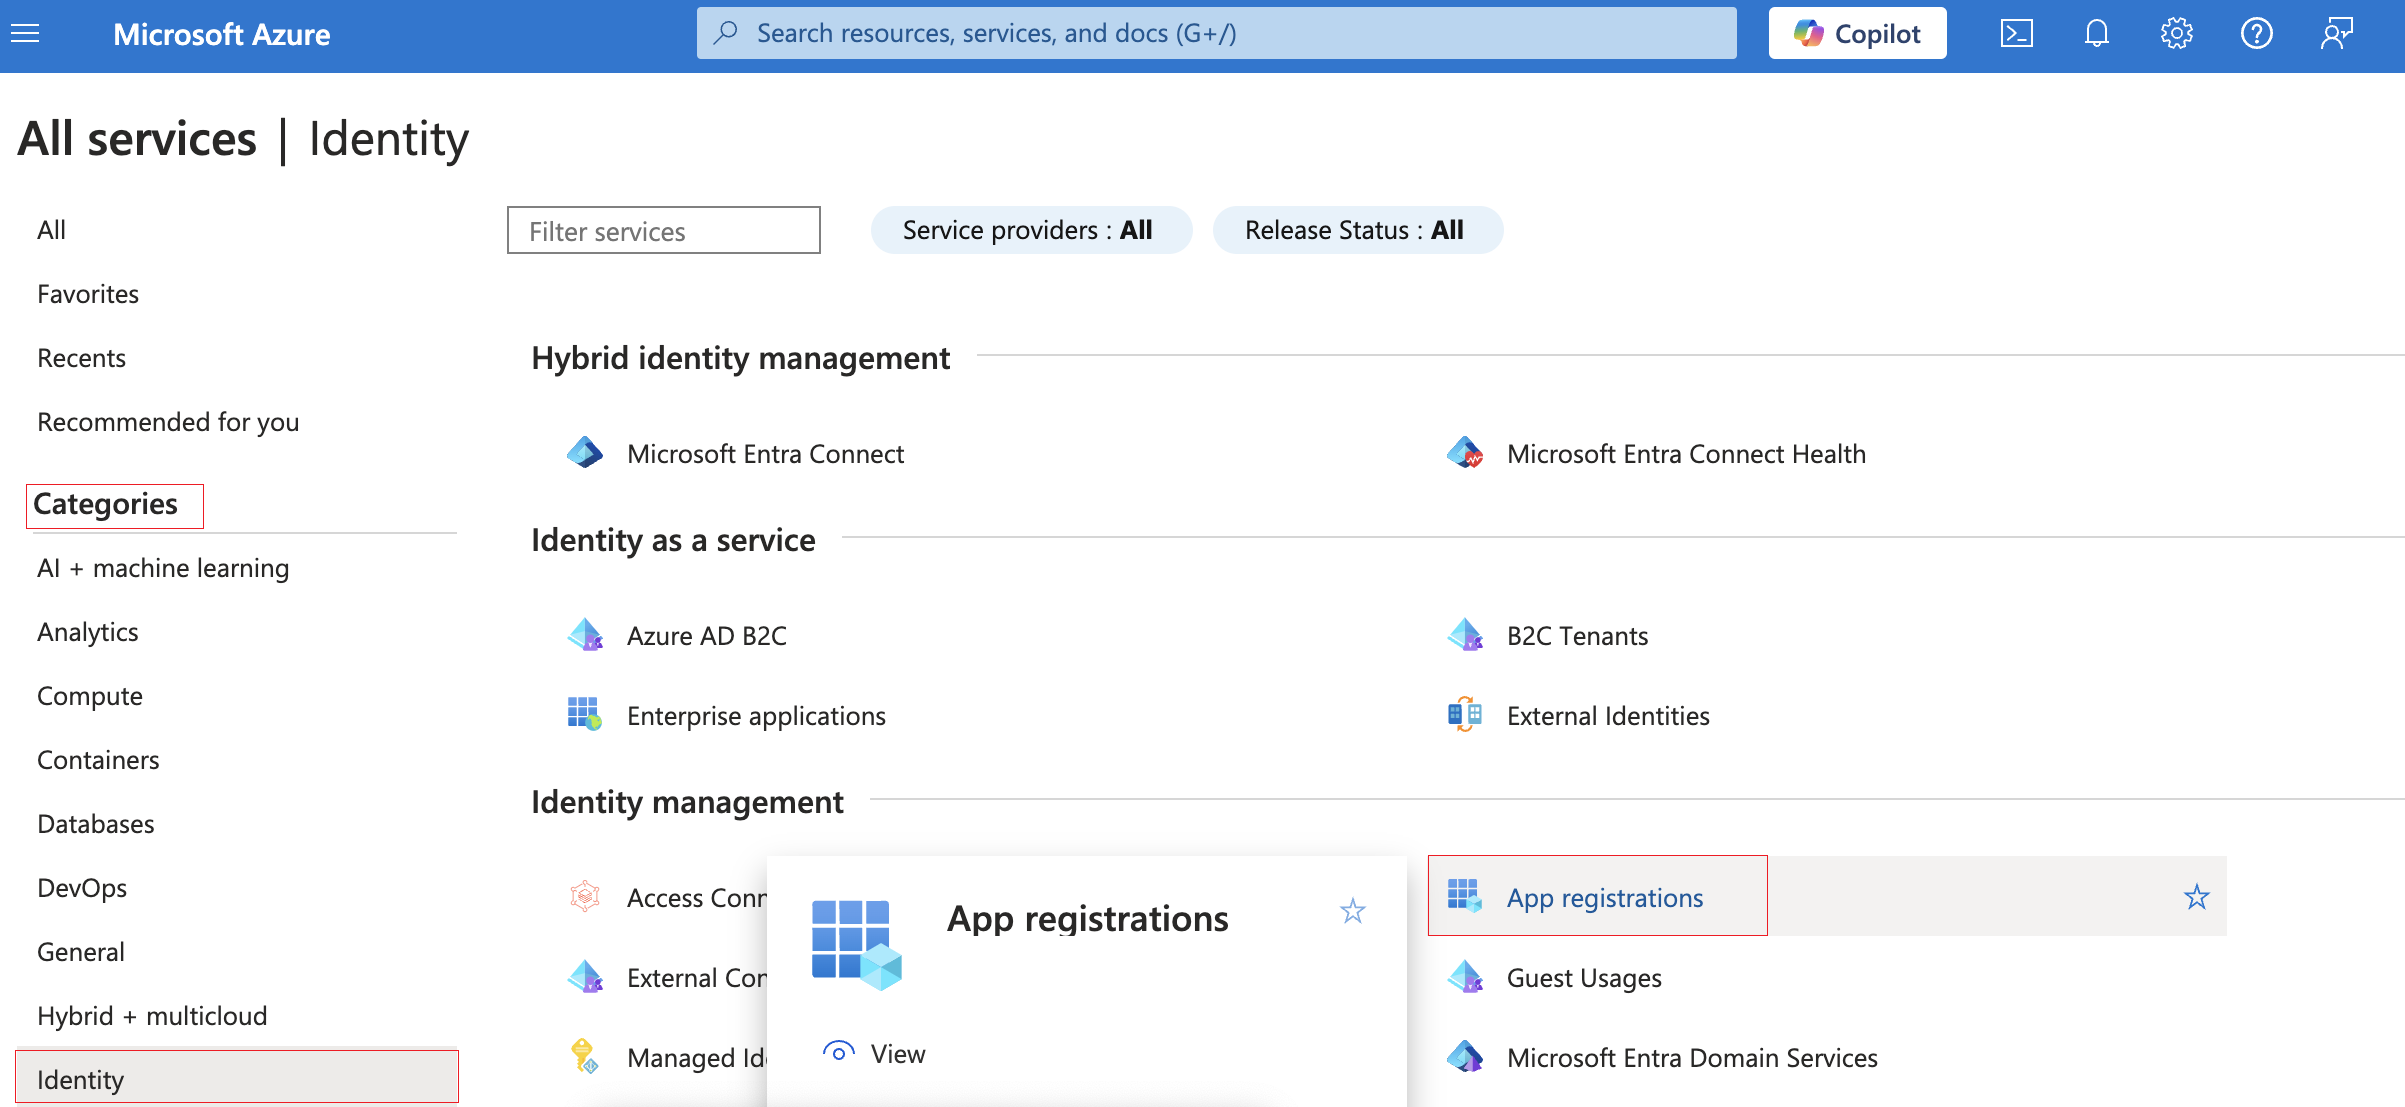 Microsoft Azure
Search resources, services, and docs (G+/)
Copilot
All services | Identity
All
Favorites
Recents
Recommended for you
Categories
AI + machine learning
Analytics
Compute
Containers
Databases
DevOps
General
Hybrid + multicloud
Identity
Filter services
Service providers : All
Release Status : All
Hybrid identity management
Microsoft Entra Connect
Microsoft Entra Connect Health
Identity as a service
Azure AD B2C
B2C Tenants
Enterprise applications
External Identities
Identity management
Access Conn
App registrations
External Con
Guest Usages
Managed Id
Microsoft Entra Domain Services
App registrations
View